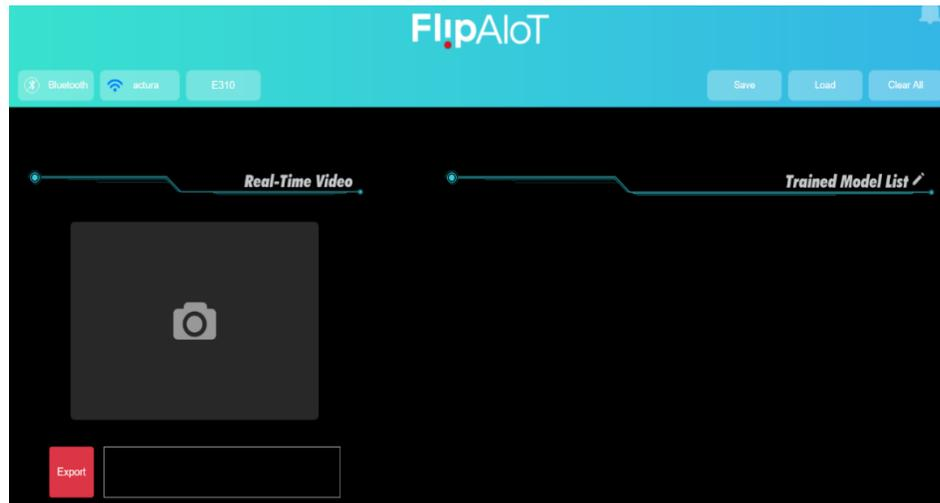 FlipAIoT
Bluetooth actura E310 Save Load Clear All
Real-Time Video
Trained Model List
Export